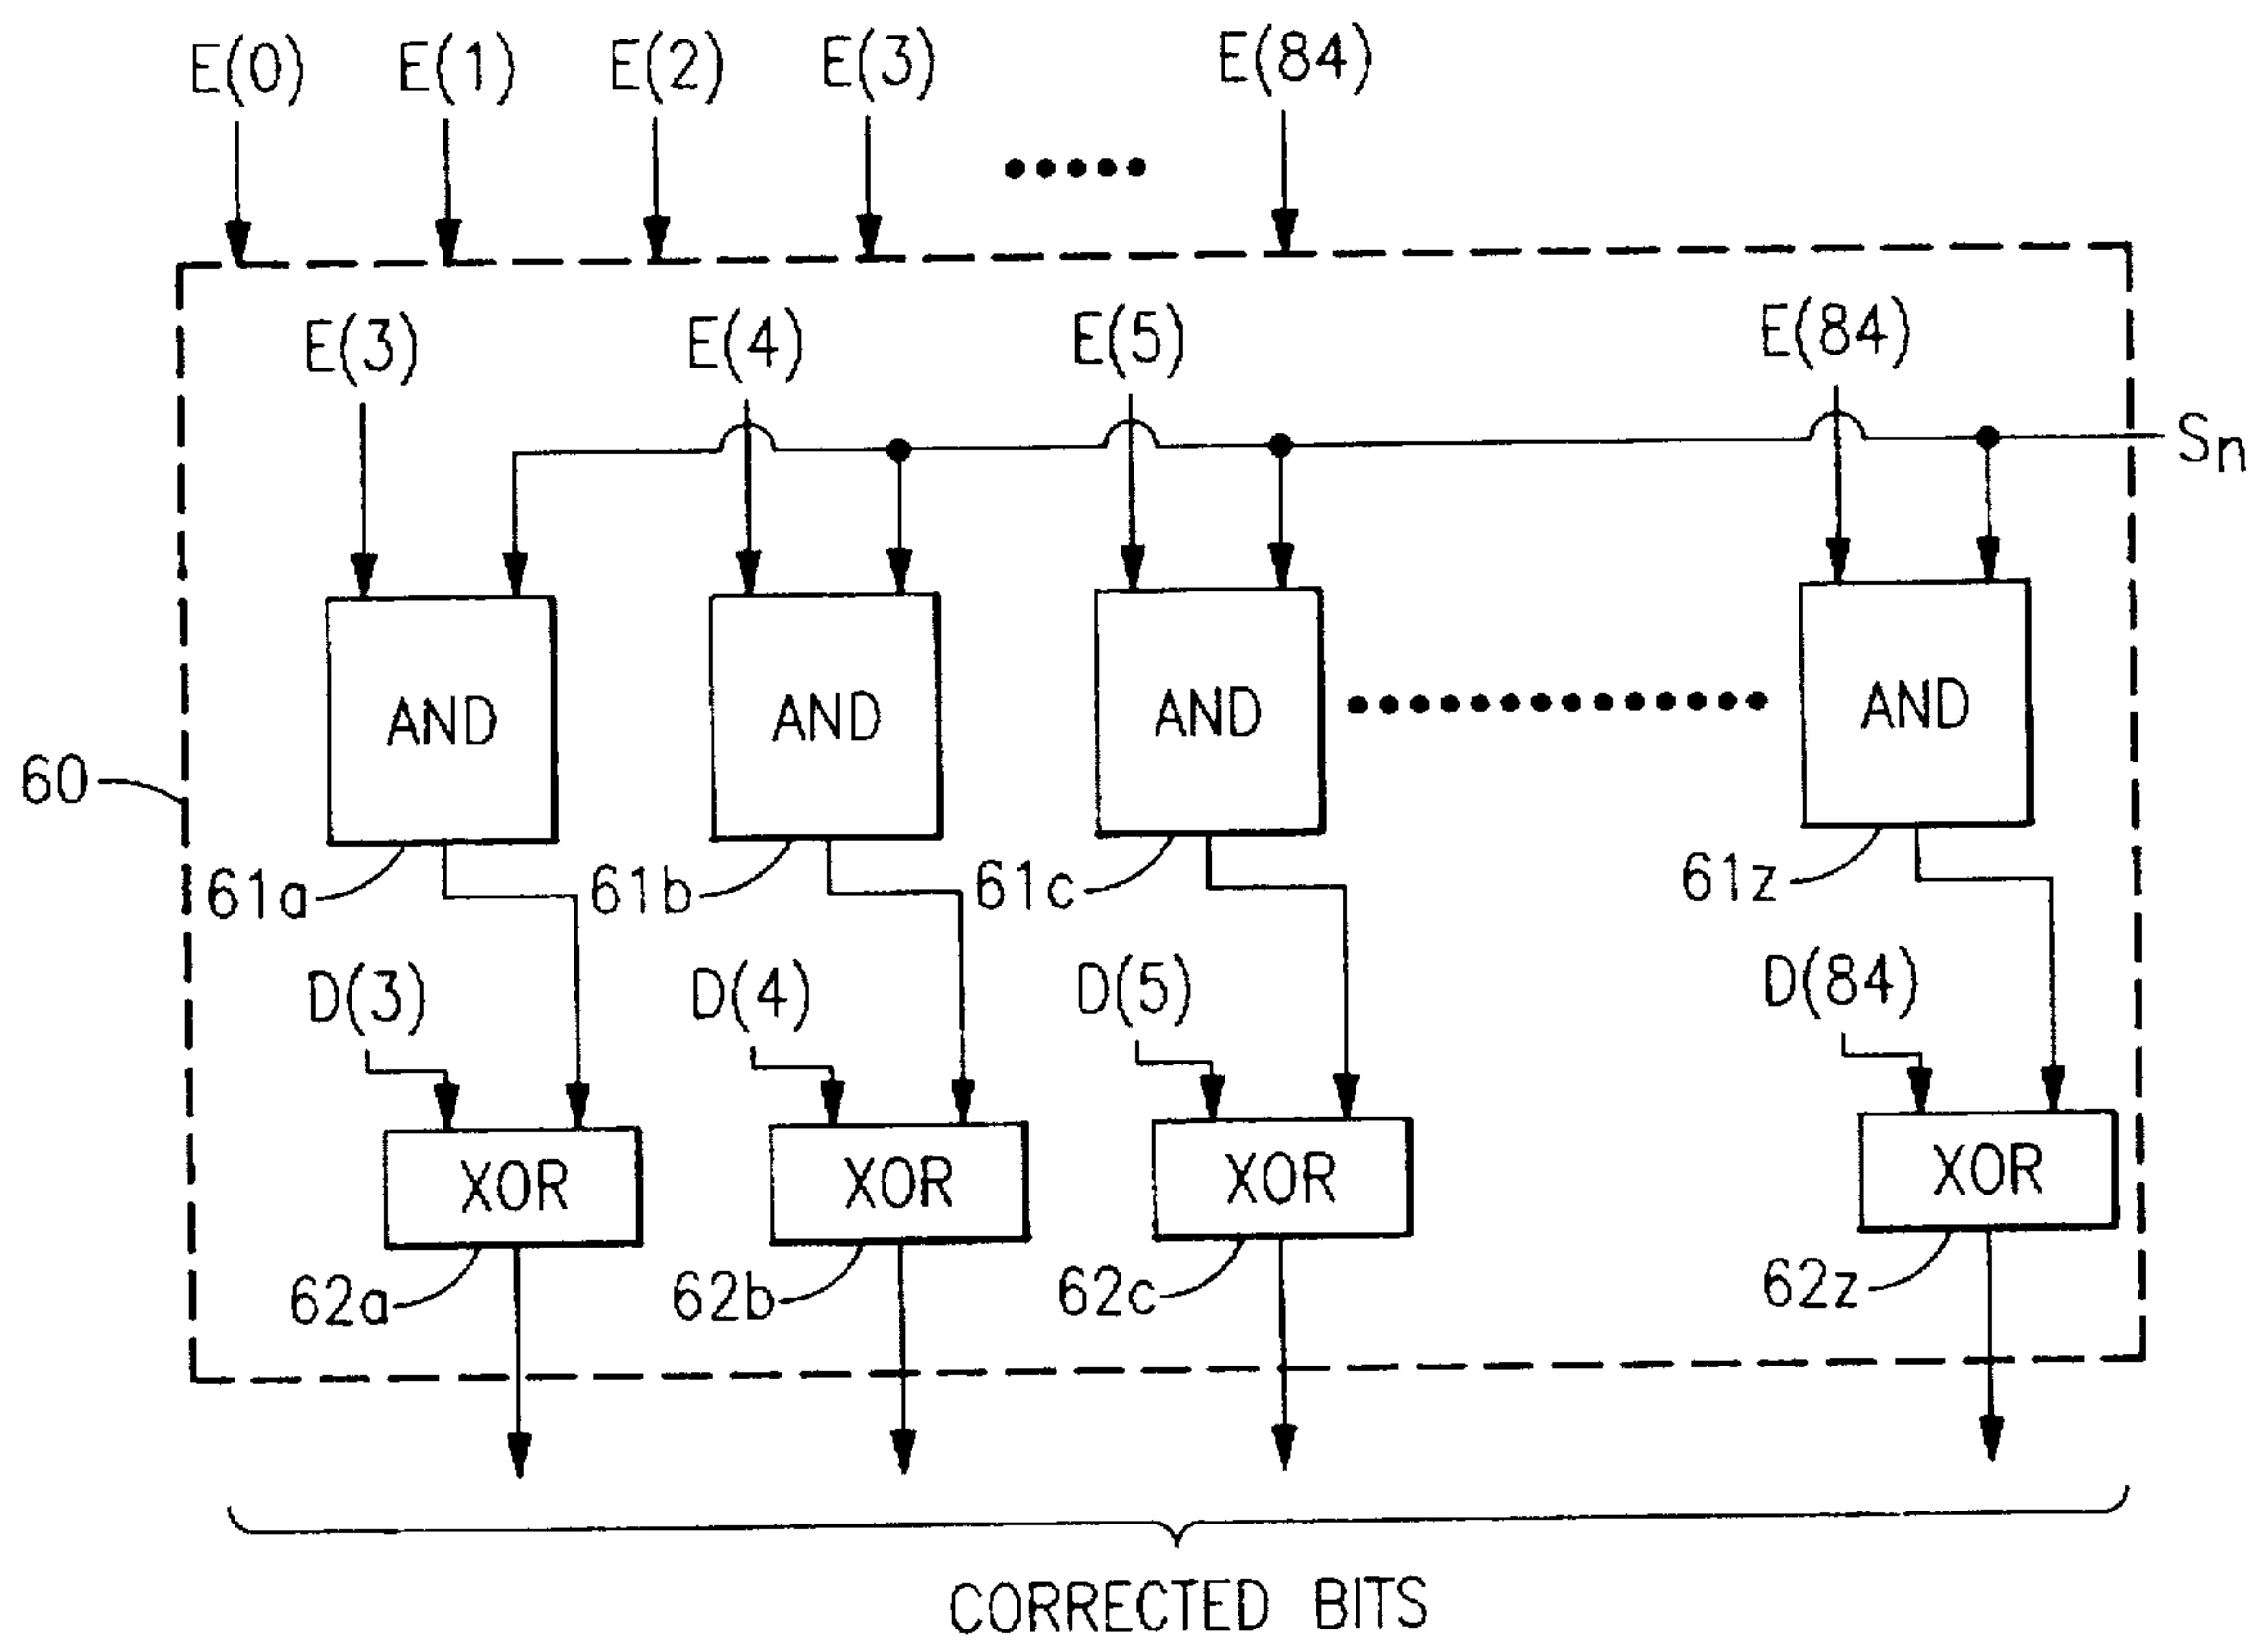 E(0) E(1) E(2) E(3) E(84)
E(3) E(4) E(5) E(84)
Sn
AND AND AND AND
60
61a 61b 61c 61z
D(3) D(4) D(5) D(84)
XOR XOR XOR XOR
62a 62b 62c 62z
CORRECTED BITS